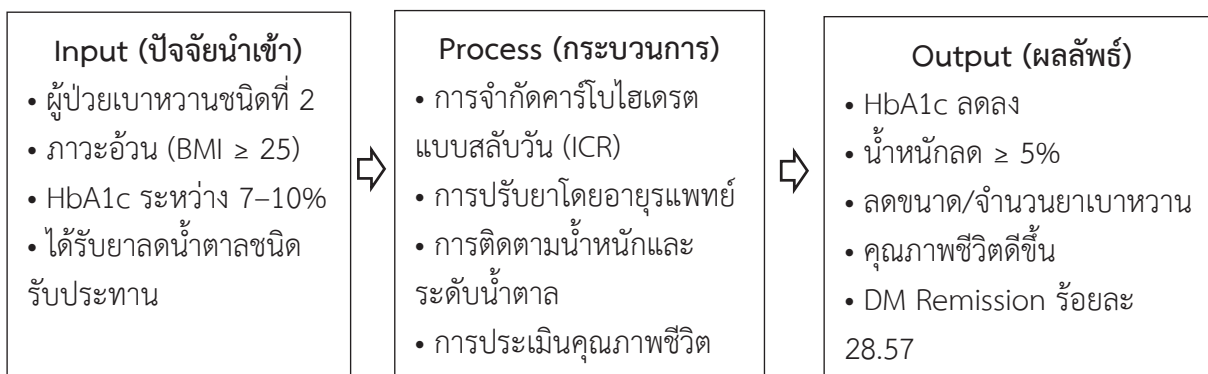 Input (ปัจจัยนำเข้า)
• ผู้ป่วยเบาหวานชนิดที่ 2
• ภาวะอ้วน (BMI ≥ 25)
• HbA1c ระหว่าง 7–10%
• ได้รับยาลดน้ำตาลชนิด
รับประทาน
Process (กระบวนการ)
• การจำกัดคาร์โบไฮเดรต
แบบสลับวัน (ICR)
• การปรับยาโดยอายุรแพทย์
• การติดตามน้ำหนักและ
ระดับน้ำตาล
• การประเมินคุณภาพชีวิต
Output (ผลลัพธ์)
• HbA1c ลดลง
• น้ำหนักลด ≥ 5%
• ลดขนาด/จำนวนยาเบาหวาน
• คุณภาพชีวิตดีขึ้น
• DM Remission ร้อยละ
28.57